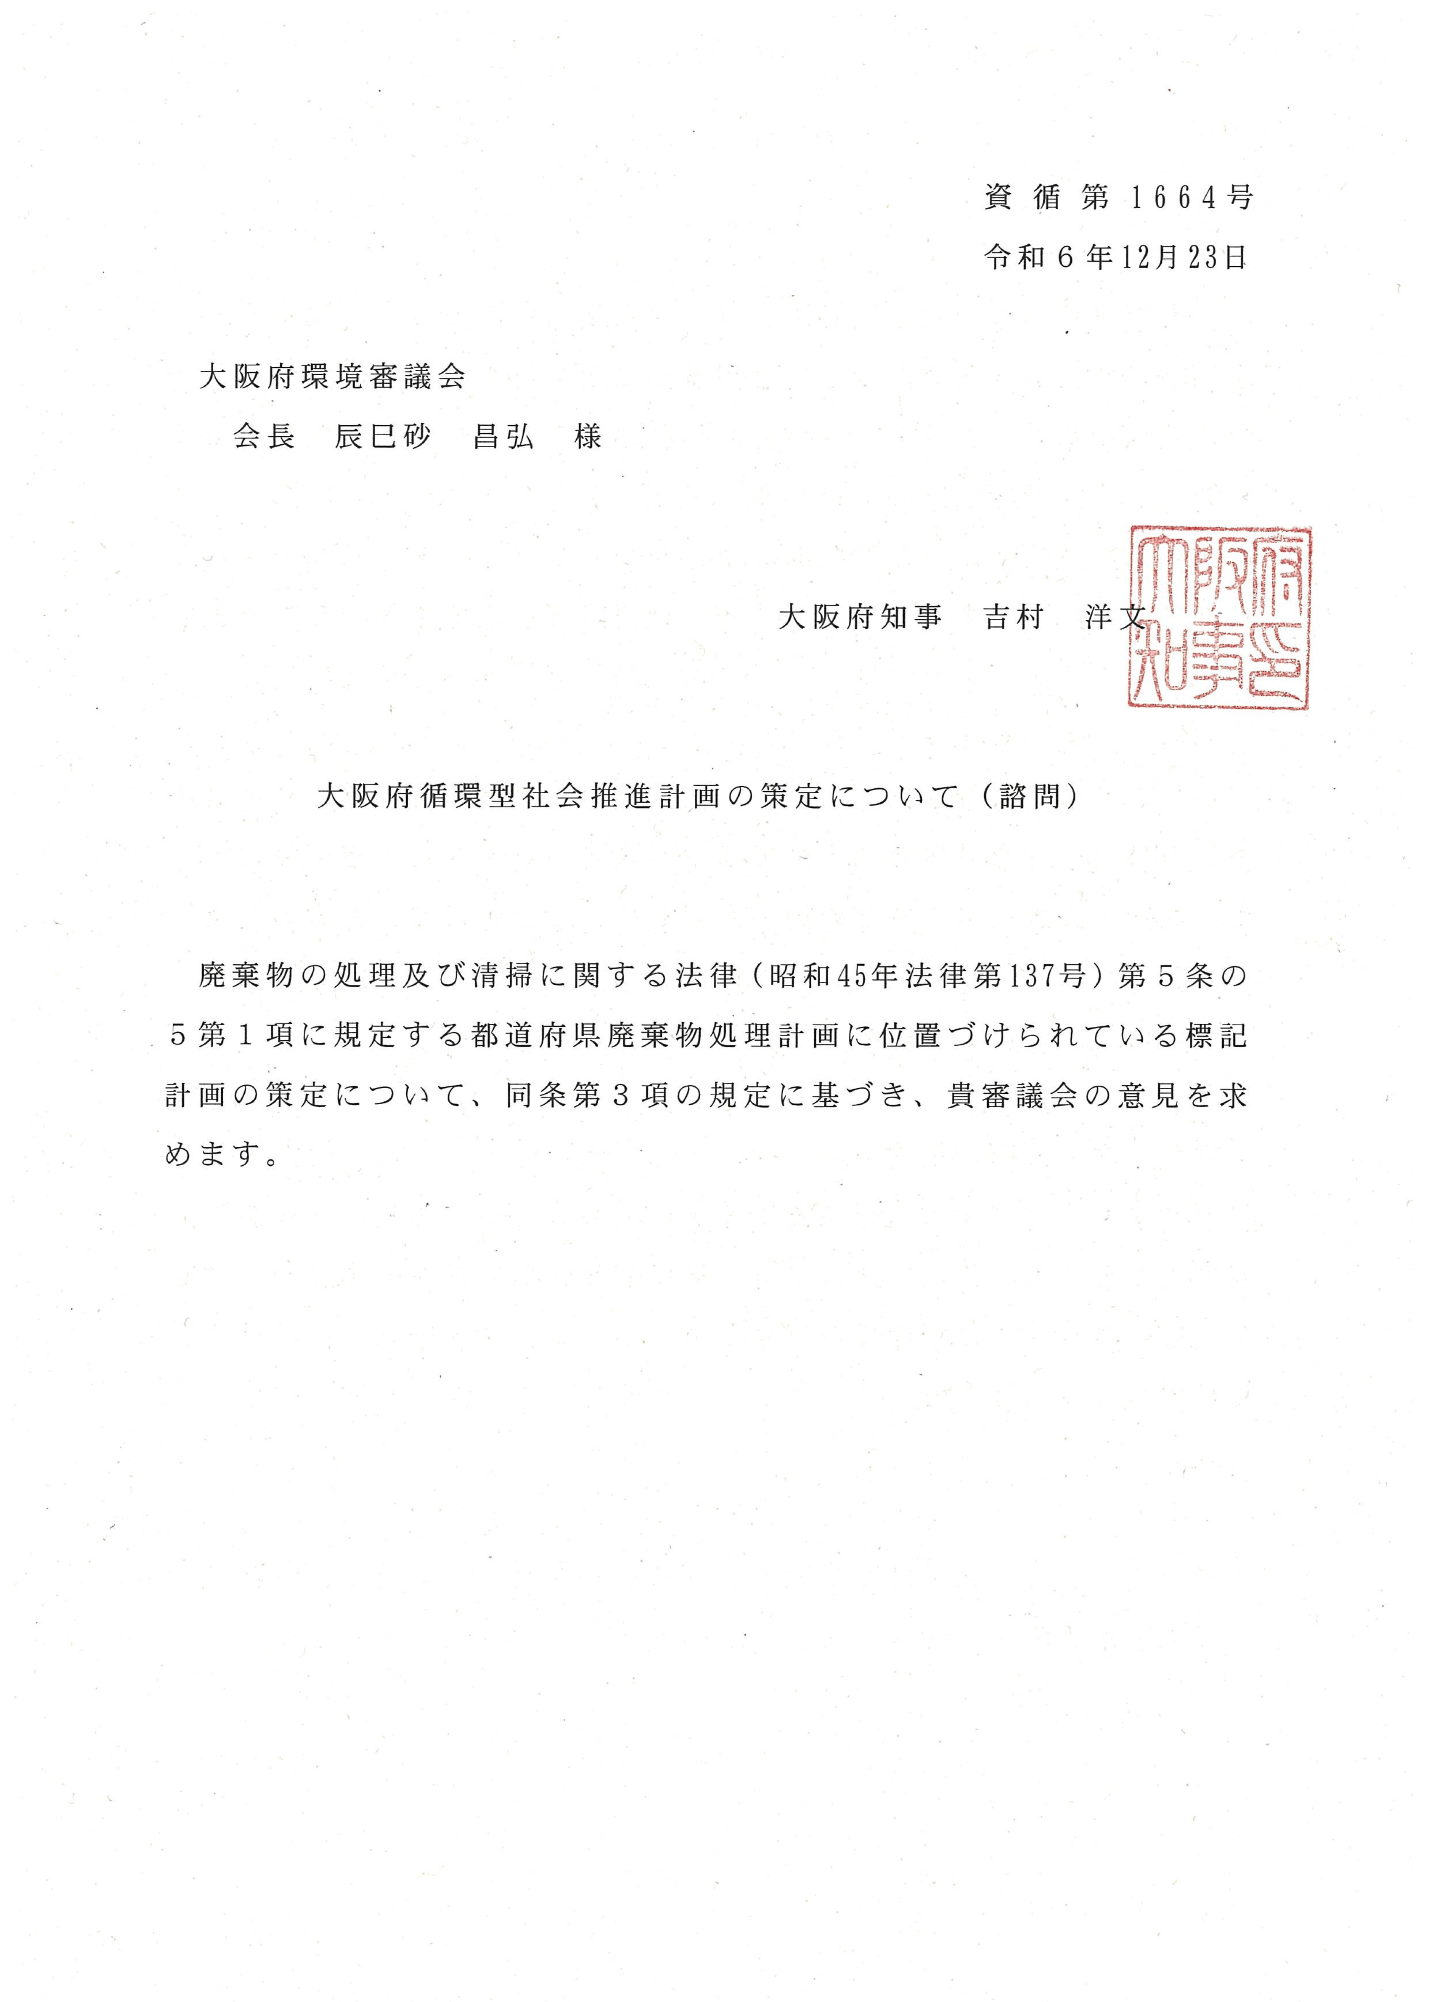 資循第1664号
令和６年12月23日
大阪府環境審議会
会長　辰巳砂　昌弘　様
大阪府知事　吉村　洋文
大阪府知事印
大阪府循環型社会推進計画の策定について（諮問）
廃棄物の処理及び清掃に関する法律（昭和45年法律第137号）第５条の
５第１項に規定する都道府県廃棄物処理計画に位置づけられている標記
計画の策定について、同条第３項の規定に基づき、貴審議会の意見を求
めます。